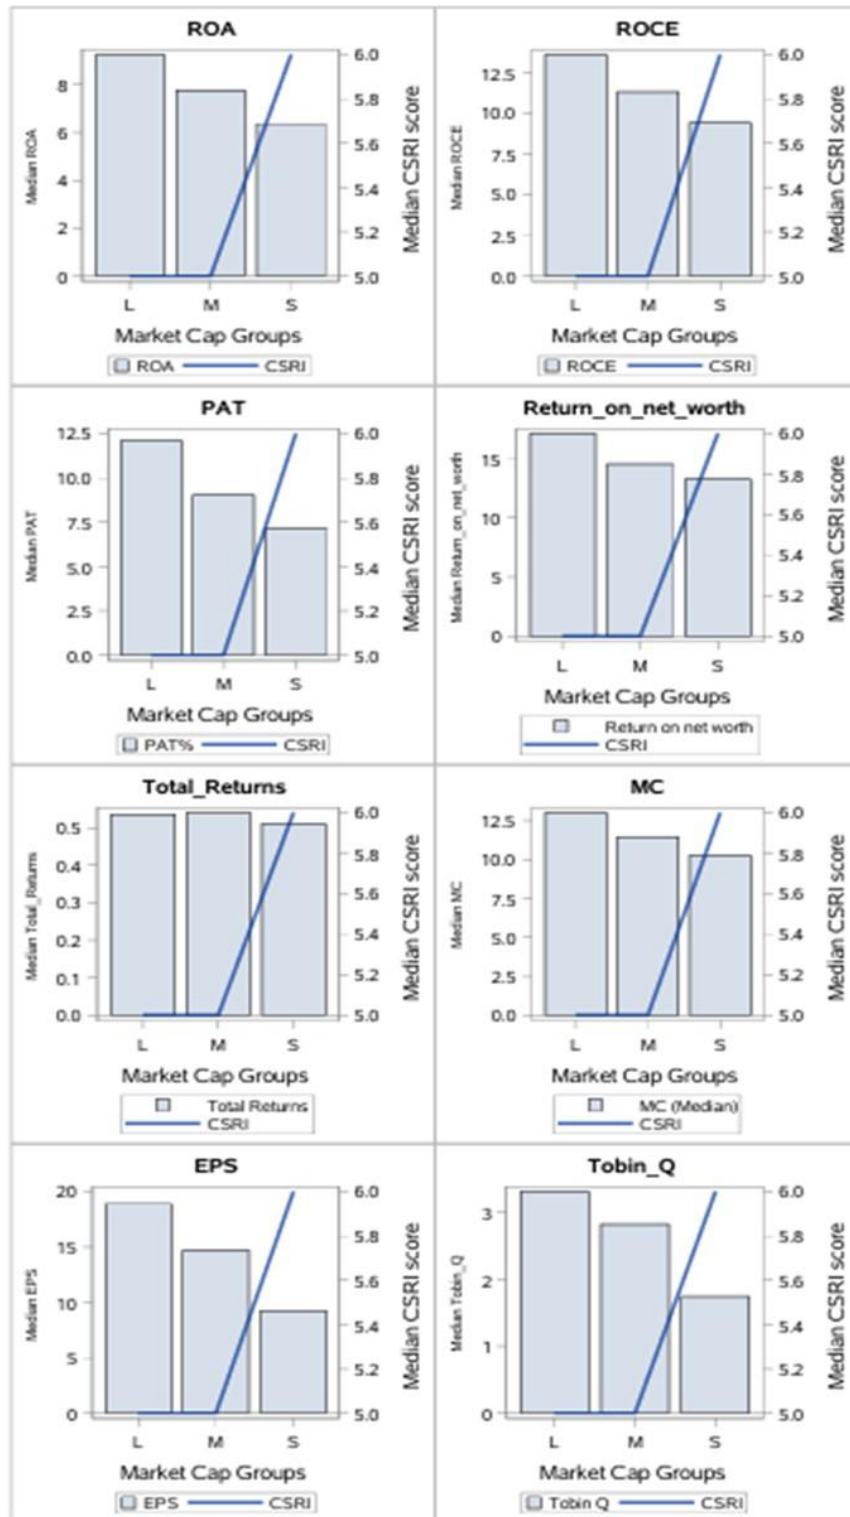 ROA
Median ROA
8
6
4
2
0
6.0
5.8
5.6
5.4
5.2
5.0
Median CSRI score
L M S
Market Cap Groups
ROA CSRI
ROCE
Median ROCE
12.5
10.0
7.5
5.0
2.5
0.0
6.0
5.8
5.6
5.4
5.2
5.0
Median CSRI score
L M S
Market Cap Groups
ROCE CSRI
PAT
Median PAT
12.5
10.0
7.5
5.0
2.5
0.0
6.0
5.8
5.6
5.4
5.2
5.0
Median CSRI score
L M S
Market Cap Groups
PAT% CSRI
Return_on_net_worth
Median Return_on_net_worth
15
10
5
0
6.0
5.8
5.6
5.4
5.2
5.0
Median CSRI score
L M S
Market Cap Groups
Return on net worth
CSRI
Total_Returns
Median Total_Returns
0.5
0.4
0.3
0.2
0.1
0.0
6.0
5.8
5.6
5.4
5.2
5.0
Median CSRI score
L M S
Market Cap Groups
Total Returns
CSRI
MC
Median MC
12.5
10.0
7.5
5.0
2.5
0.0
6.0
5.8
5.6
5.4
5.2
5.0
Median CSRI score
L M S
Market Cap Groups
MC (Median)
CSRI
EPS
Median EPS
20
15
10
5
0
6.0
5.8
5.6
5.4
5.2
5.0
Median CSRI score
L M S
Market Cap Groups
EPS CSRI
Tobin_Q
Median Tobin_Q
3
2
1
0
6.0
5.8
5.6
5.4
5.2
5.0
Median CSRI score
L M S
Market Cap Groups
Tobin Q CSRI